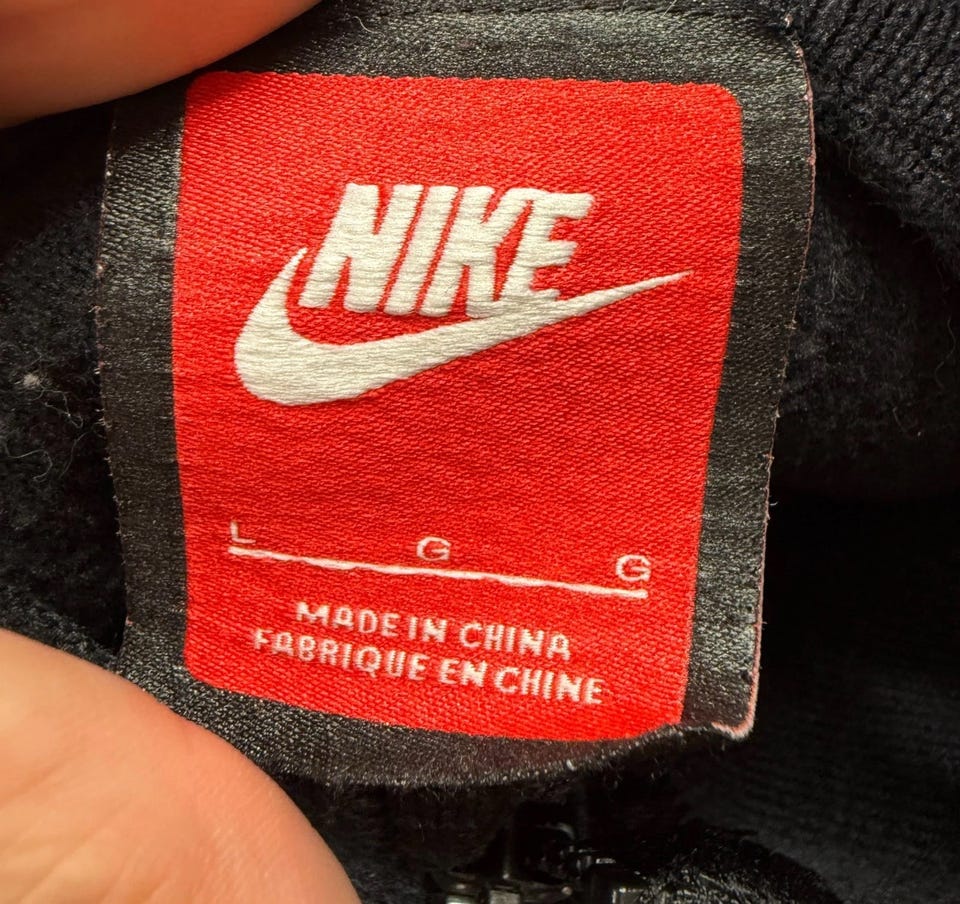 NIKE
L G G
MADE IN CHINA
FABRIQUE EN CHINE